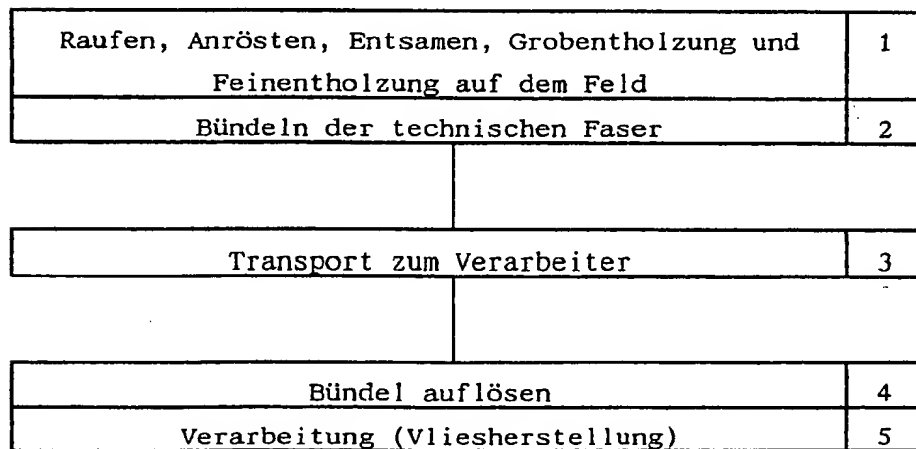 Raufen, Anrösten, Entsamen, Grobentholzung und 1
Feinentholzung auf dem Feld
Bündeln der technischen Faser 2
Transport zum Verarbeiter 3
Bündel auflösen 4
Verarbeitung (Vliesherstellung) 5